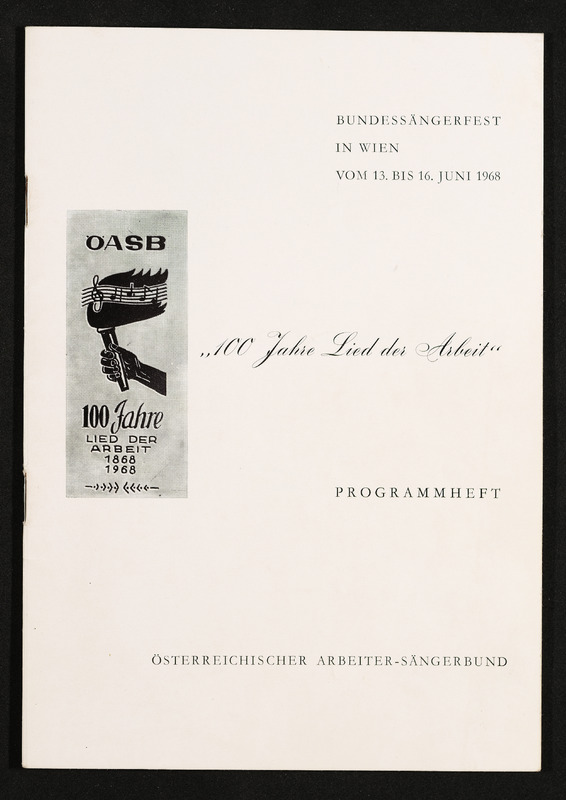 BUNDESSÄNGERFEST
IN WIEN
VOM 13. BIS 16. JUNI 1968
ÖASB
100 Jahre
LIED DER
ARBEIT
1868
1968
„100 Jahre Lied der Arbeit“
PROGRAMMHEFT
ÖSTERREICHISCHER ARBEITER-SÄNGERBUND